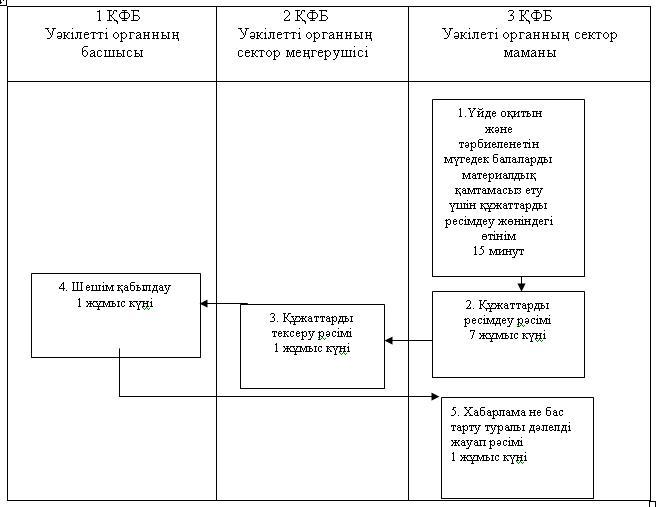 1 ҚФБ
Уәкілетті органның
басшысы
2 ҚФБ
Уәкілетті органның
сектор меңгерушісі
3 ҚФБ
Уәкілеті органның сектор
маманы
1.Үйде оқитын
және
тәрбиеленетін
мүгедек балаларды
материалдық
қамтамасыз ету
үшін құжаттарды
ресімдеу жөніндегі
өтінім
15 минут
2. Құжаттарды
ресімдеу рәсімі
7 жұмыс күні
3. Құжаттарды
тексеру рәсімі
1 жұмыс күні
4. Шешім қабылдау
1 жұмыс күні
5. Хабарлама не бас
тарту туралы дәлелді
жауап рәсімі
1 жұмыс күні